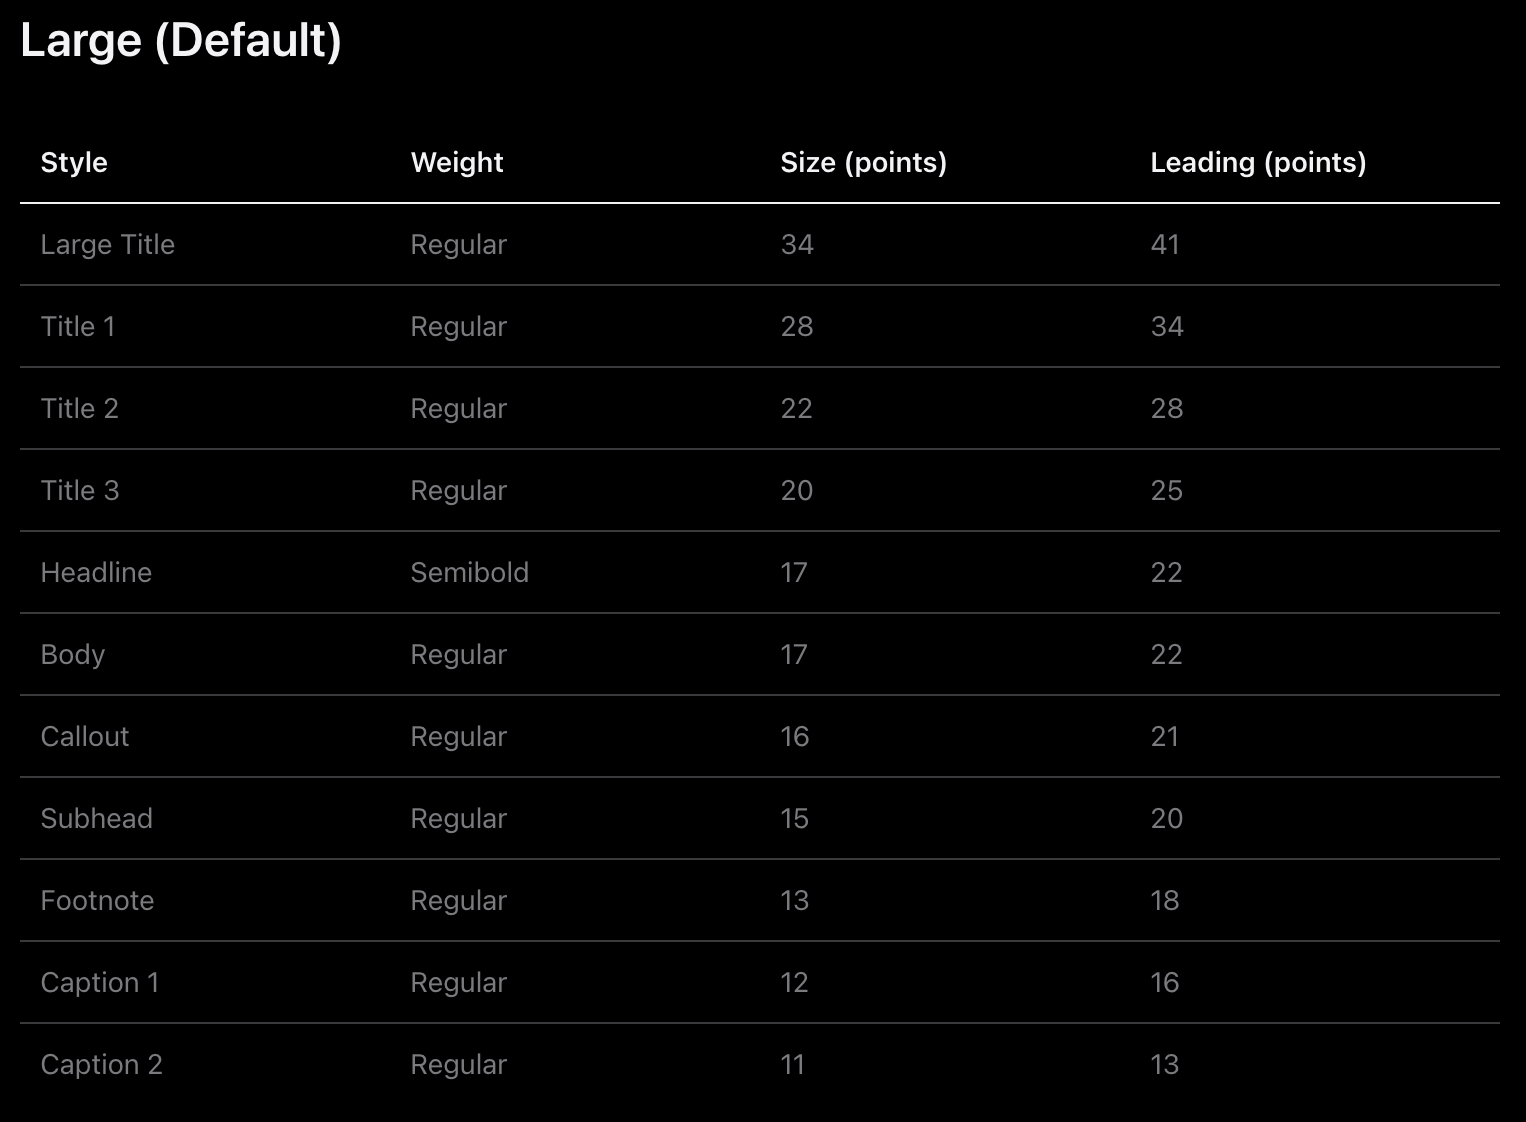 Large (Default)
Style Weight Size (points) Leading (points)
Large Title Regular 34 41
Title 1 Regular 28 34
Title 2 Regular 22 28
Title 3 Regular 20 25
Headline Semibold 17 22
Body Regular 17 22
Callout Regular 16 21
Subhead Regular 15 20
Footnote Regular 13 18
Caption 1 Regular 12 16
Caption 2 Regular 11 13